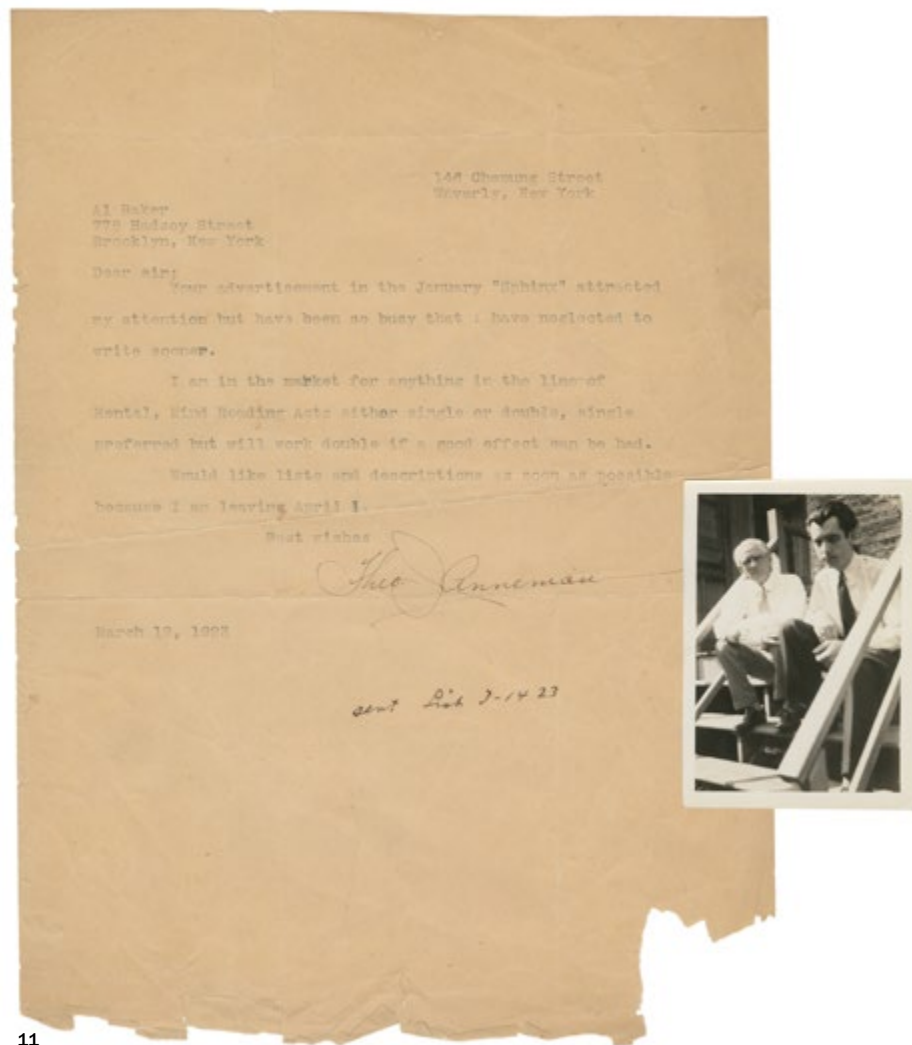 146 Chemung Street
Waverly, New York
Al Baker
Street
Brooklyn, New York
Dear sir;
Your advertisement in the January "Sphinx" attracted
my attention but have been so busy that I have neglected to
write sooner.
I am in the market for anything in the line of
Mental, Mind Reading Acts either single or double, single
preferred but will work double if a good effect can be had.
Would like lists and descriptions as soon as possible
because I am leaving April 1.
Best wishes
Theo Anneman
March 12,
sent list 3-14 23
11